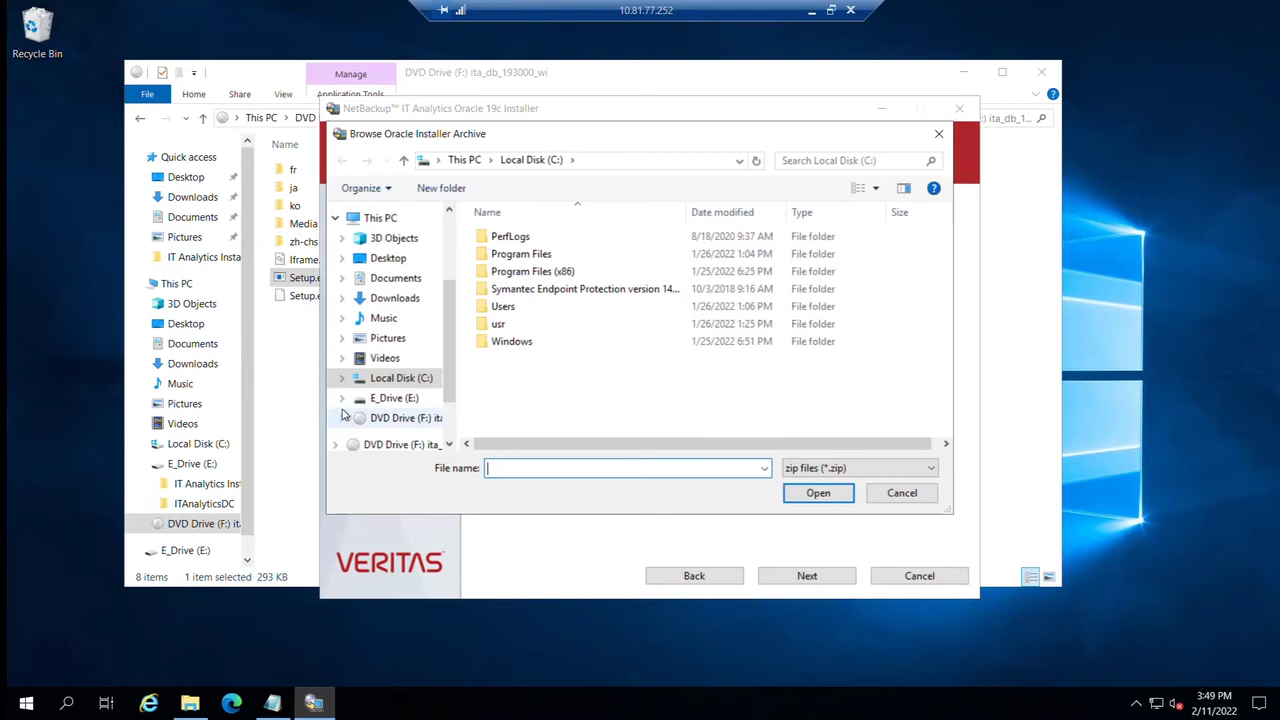 10.81.77.252
Recycle Bin
Manage
DVD Drive (F:) ita_db_193000_wi
File
Home
Share
View
Application Tools
This PC
DVD
) ita_db_1...
Quick access
Desktop
Downloads
Documents
Pictures
IT Analytics Insta
This PC
3D Objects
Desktop
Documents
Downloads
Music
Pictures
Videos
Local Disk (C:)
E_Drive (E:)
IT Analytics Inst
ITAnalyticsDC
DVD Drive (F:) it
E_Drive (E:)
Name
fr
ja
ko
Media
zh-chs
Iframe.
Setup.e
Setup.e
8 items
1 item selected
293 KB
NetBackup™ IT Analytics Oracle 19c Installer
Browse Oracle Installer Archive
This PC
Local Disk (C:)
Search Local Disk (C:)
Organize
New folder
This PC
3D Objects
Desktop
Documents
Downloads
Music
Pictures
Videos
Local Disk (C:)
E_Drive (E:)
DVD Drive (F:) ita
DVD Drive (F:) ita_
Name Date modified Type Size
PerfLogs 8/18/2020 9:37 AM File folder
Program Files 1/26/2022 1:04 PM File folder
Program Files (x86) 1/25/2022 6:25 PM File folder
Symantec Endpoint Protection version 14... 10/3/2018 9:16 AM File folder
Users 1/26/2022 1:06 PM File folder
usr 1/26/2022 1:25 PM File folder
Windows 1/25/2022 6:51 PM File folder
File name:
zip files (*.zip)
Open
Cancel
VERITAS
Back
Next
Cancel
3:49 PM
2/11/2022